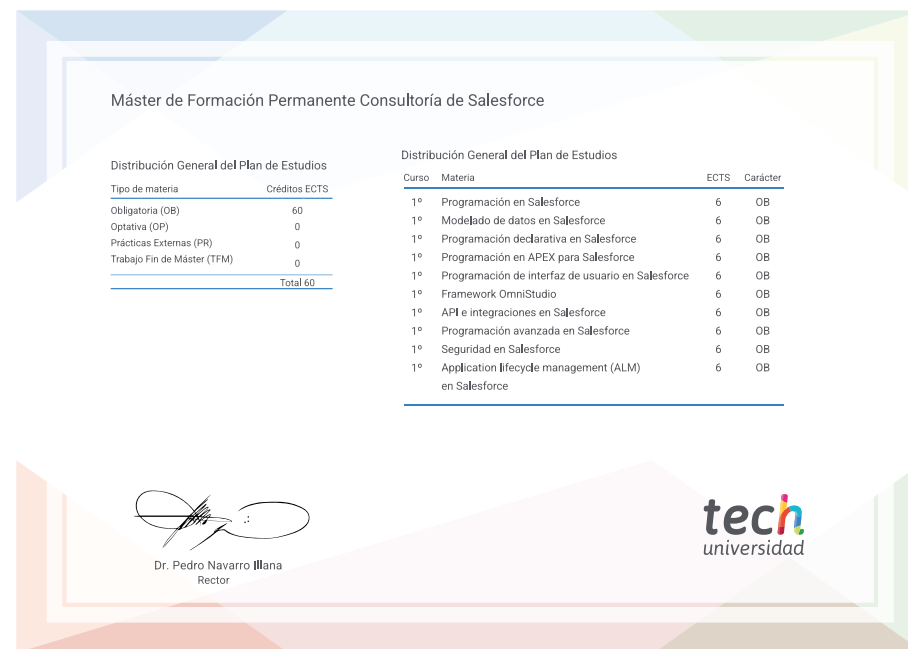 Máster de Formación Permanente Consultoría de Salesforce
Distribución General del Plan de Estudios
Tipo de materia Créditos ECTS
Obligatoria (OB) 60
Optativa (OP) 0
Prácticas Externas (PR) 0
Trabajo Fin de Máster (TFM) 0
Total 60
Distribución General del Plan de Estudios
Curso Materia ECTS Carácter
1º Programación en Salesforce 6 OB
1º Modelado de datos en Salesforce 6 OB
1º Programación declarativa en Salesforce 6 OB
1º Programación en APEX para Salesforce 6 OB
1º Programación de interfaz de usuario en Salesforce 6 OB
1º Framework OmniStudio 6 OB
1º API e integraciones en Salesforce 6 OB
1º Programación avanzada en Salesforce 6 OB
1º Seguridad en Salesforce 6 OB
1º Application lifecycle management (ALM) 6 OB
en Salesforce
Dr. Pedro Navarro Illana
Rector
tech
universidad